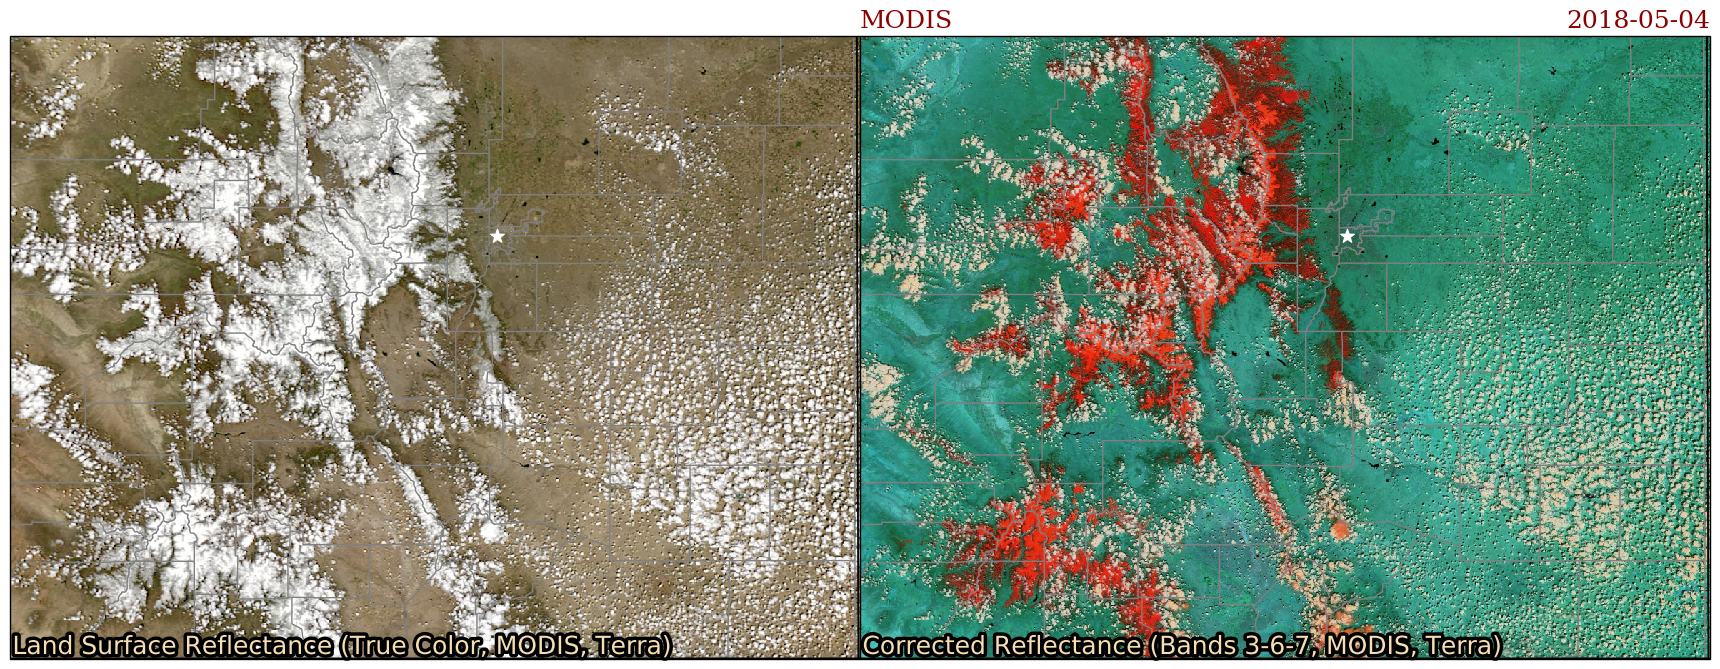 MODIS
2018-05-04
Land Surface Reflectance (True Color, MODIS, Terra)
Corrected Reflectance (Bands 3-6-7, MODIS, Terra)